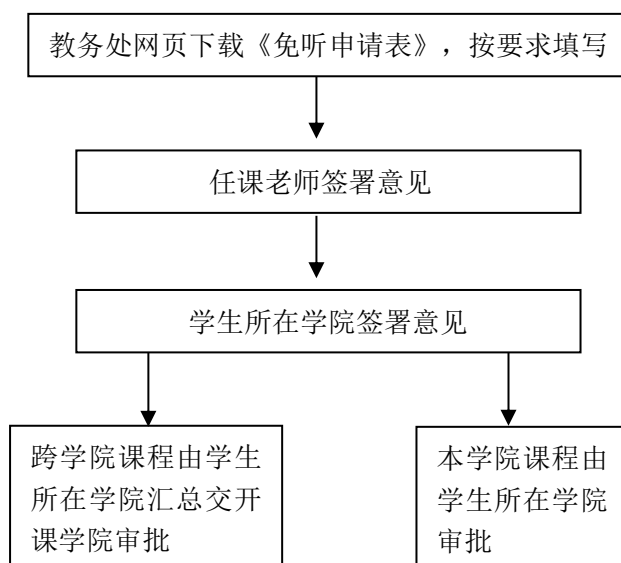 教务处网页下载《免听申请表》，按要求填写
任课老师签署意见
学生所在学院签署意见
跨学院课程由学生
所在学院汇总交开
课学院审批
本学院课程由
学生所在学院
审批